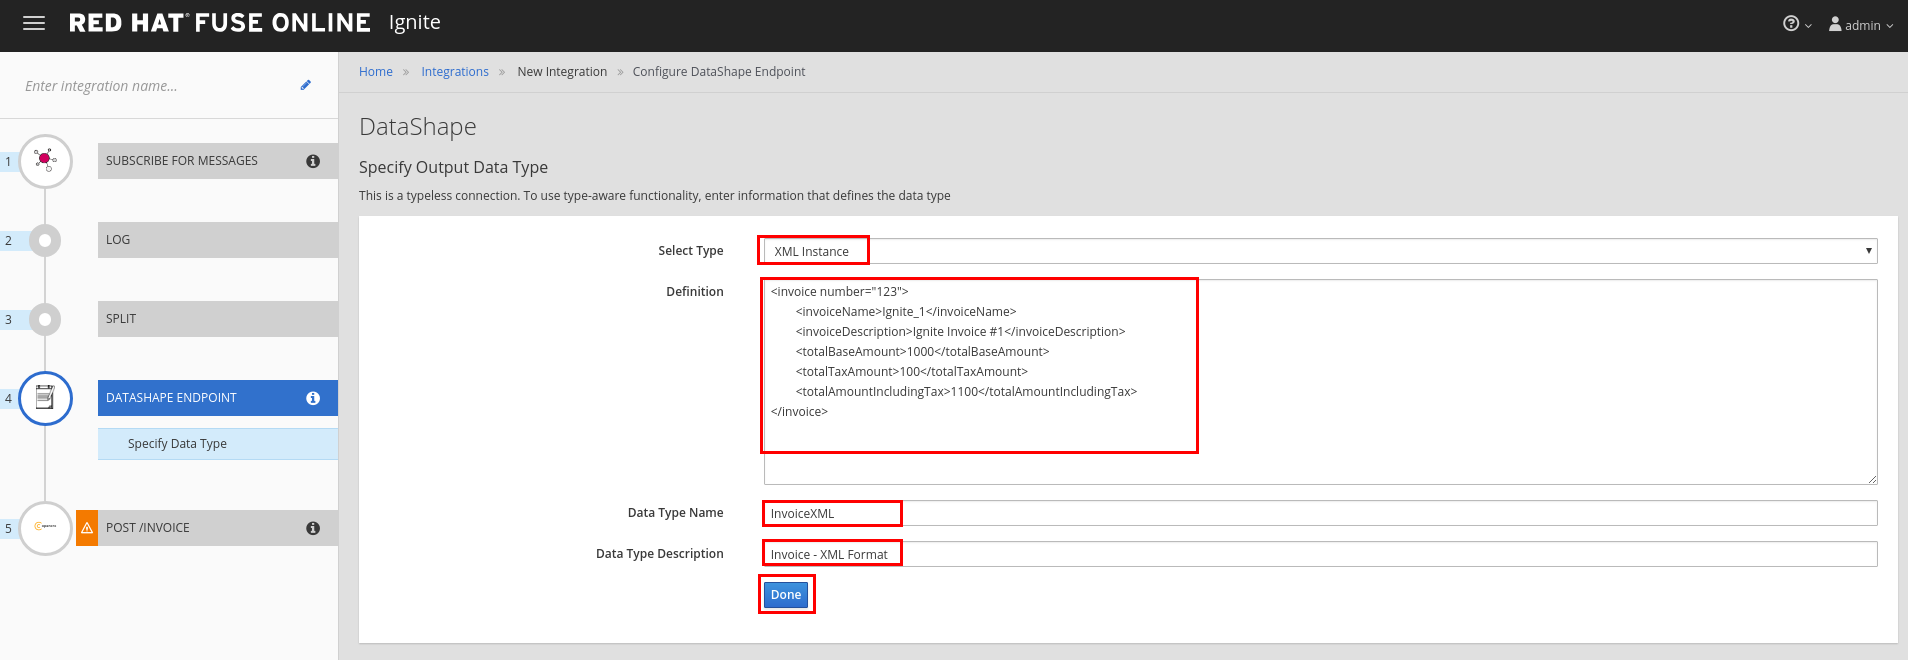 RED HAT® FUSE ONLINE Ignite
admin
Home » Integrations » New Integration » Configure DataShape Endpoint
Enter integration name...
1 SUBSCRIBE FOR MESSAGES
2 LOG
3 SPLIT
4 DATASHAPE ENDPOINT
Specify Data Type
5 POST /INVOICE
DataShape
Specify Output Data Type
This is a typeless connection. To use type-aware functionality, enter information that defines the data type
Select Type XML Instance
Definition
<invoice number="123">
<invoiceName>Ignite_1</invoiceName>
<invoiceDescription>Ignite Invoice #1</invoiceDescription>
<totalBaseAmount>1000</totalBaseAmount>
<totalTaxAmount>100</totalTaxAmount>
<totalAmountIncludingTax>1100</totalAmountIncludingTax>
</invoice>
Data Type Name InvoiceXML
Data Type Description Invoice - XML Format
Done